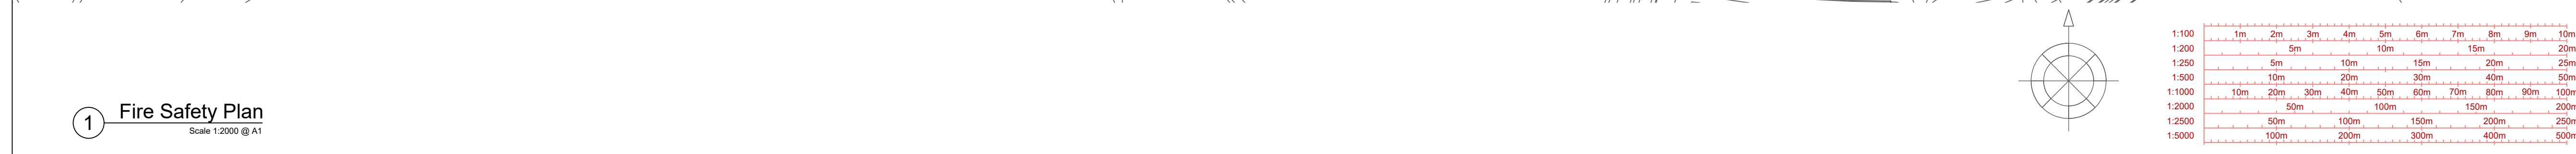 1 Fire Safety Plan
Scale 1:2000 @ A1
1:100 1m 2m 3m 4m 5m 6m 7m 8m 9m 10m
1:200 5m 10m 15m 20m
1:250 5m 10m 15m 20m 25m
1:500 10m 20m 30m 40m 50m
1:1000 10m 20m 30m 40m 50m 60m 70m 80m 90m 100m
1:2000 50m 100m 150m 200m
1:2500 50m 100m 150m 200m 250m
1:5000 100m 200m 300m 400m 500m